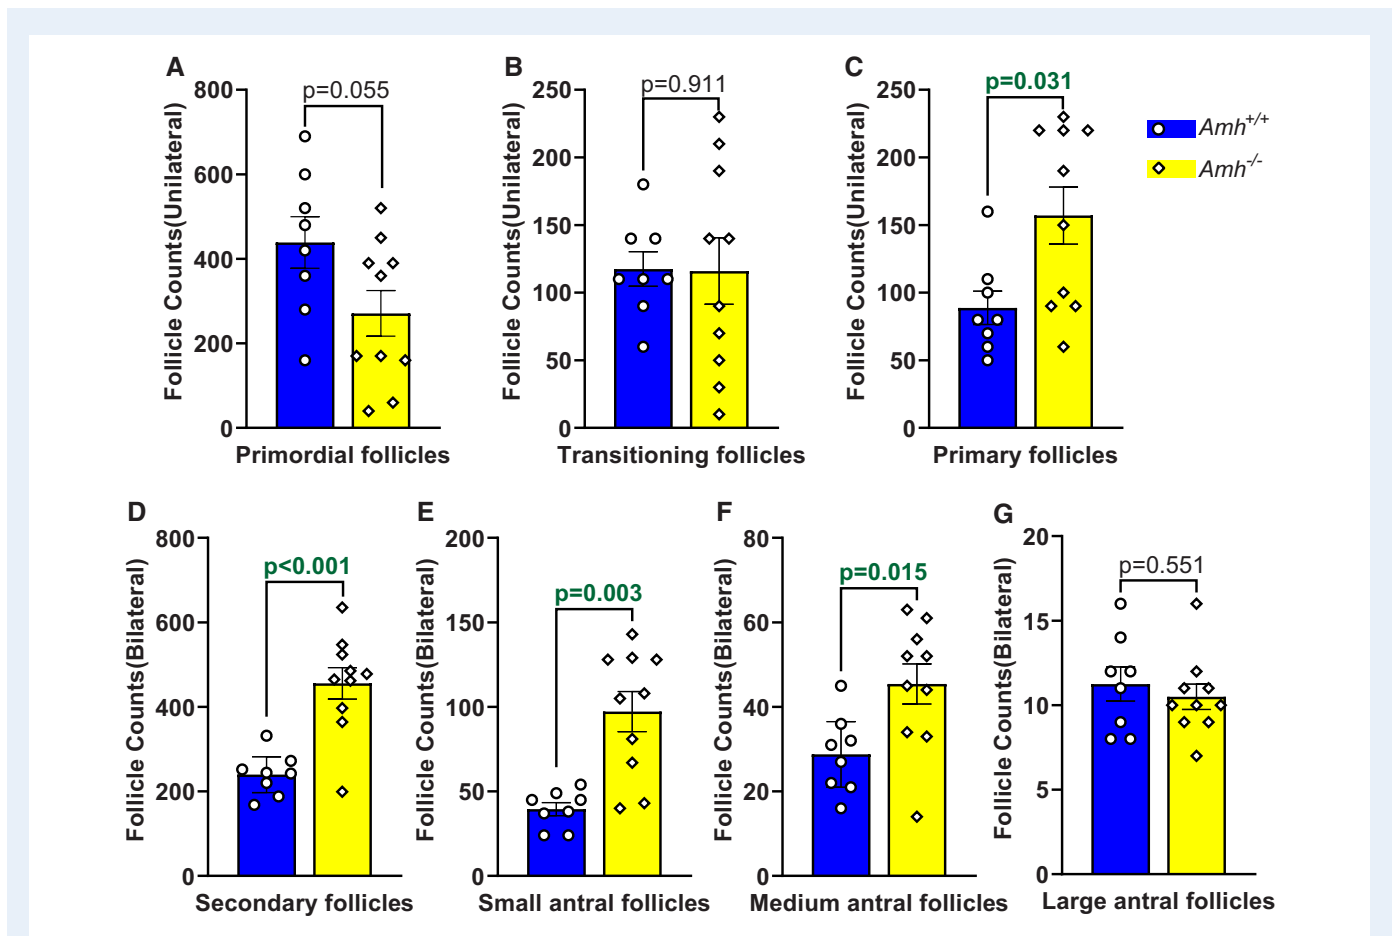 A
B
C
p=0.055
p=0.911
p=0.031
Follicle Counts(Unilateral)
800
600
400
200
0
Primordial follicles
Follicle Counts(Unilateral)
250
200
150
100
50
0
Transitioning follicles
Follicle Counts(Unilateral)
250
200
150
100
50
0
Primary follicles
Amh+/+
Amh-/-
D
E
F
G
p<0.001
p=0.003
p=0.015
p=0.551
Follicle Counts(Bilateral)
800
600
400
200
0
Secondary follicles
Follicle Counts(Bilateral)
200
150
100
50
0
Small antral follicles
Follicle Counts(Bilateral)
80
60
40
20
0
Medium antral follicles
Follicle Counts(Bilateral)
20
15
10
5
0
Large antral follicles